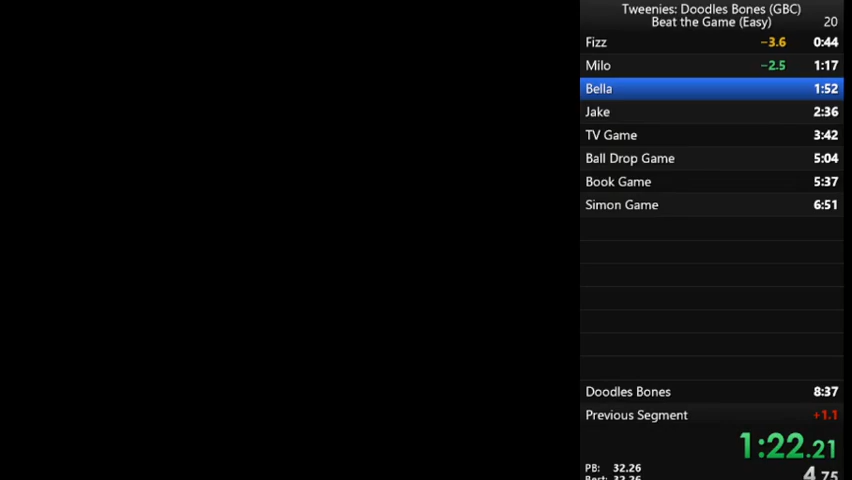 Tweenies: Doodles Bones (GBC)
Beat the Game (Easy) 20
Fizz −3.6 0:44
Milo −2.5 1:17
Bella 1:52
Jake 2:36
TV Game 3:42
Ball Drop Game 5:04
Book Game 5:37
Simon Game 6:51
Doodles Bones 8:37
Previous Segment +1.1
1:22.21
PB: 32.26
Best: 32.26
4.75